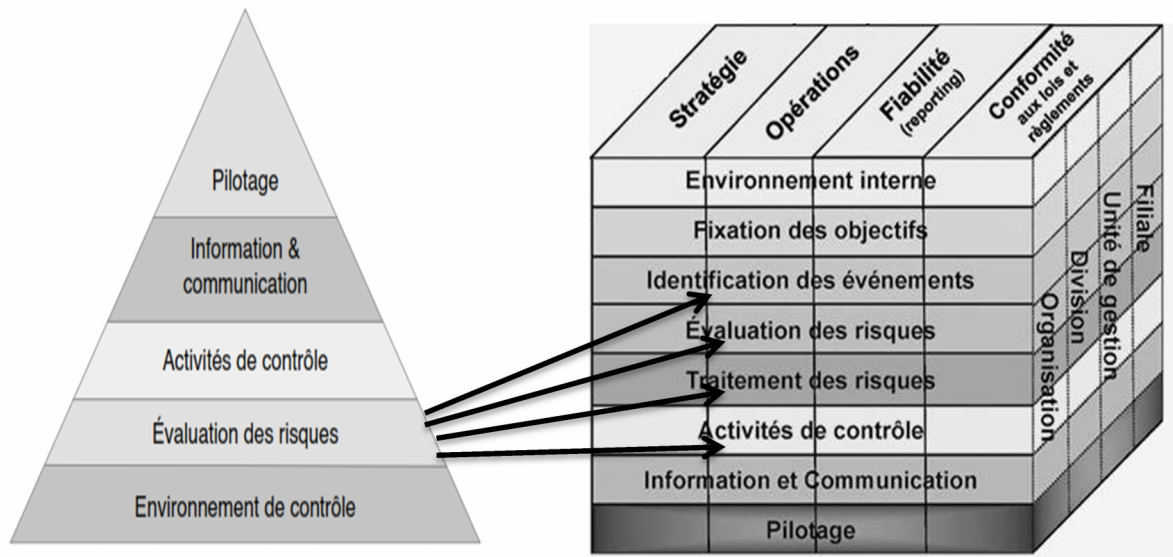 Pilotage
Information &
communication
Activités de contrôle
Évaluation des risques
Environnement de contrôle
Stratégie
Opérations
Fiabilité
(reporting)
Conformité
aux lois et
règlements
Environnement interne
Fixation des objectifs
Identification des événements
Évaluation des risques
Traitement des risques
Activités de contrôle
Information et Communication
Pilotage
Organisation
Division
Unité de gestion
Filiale